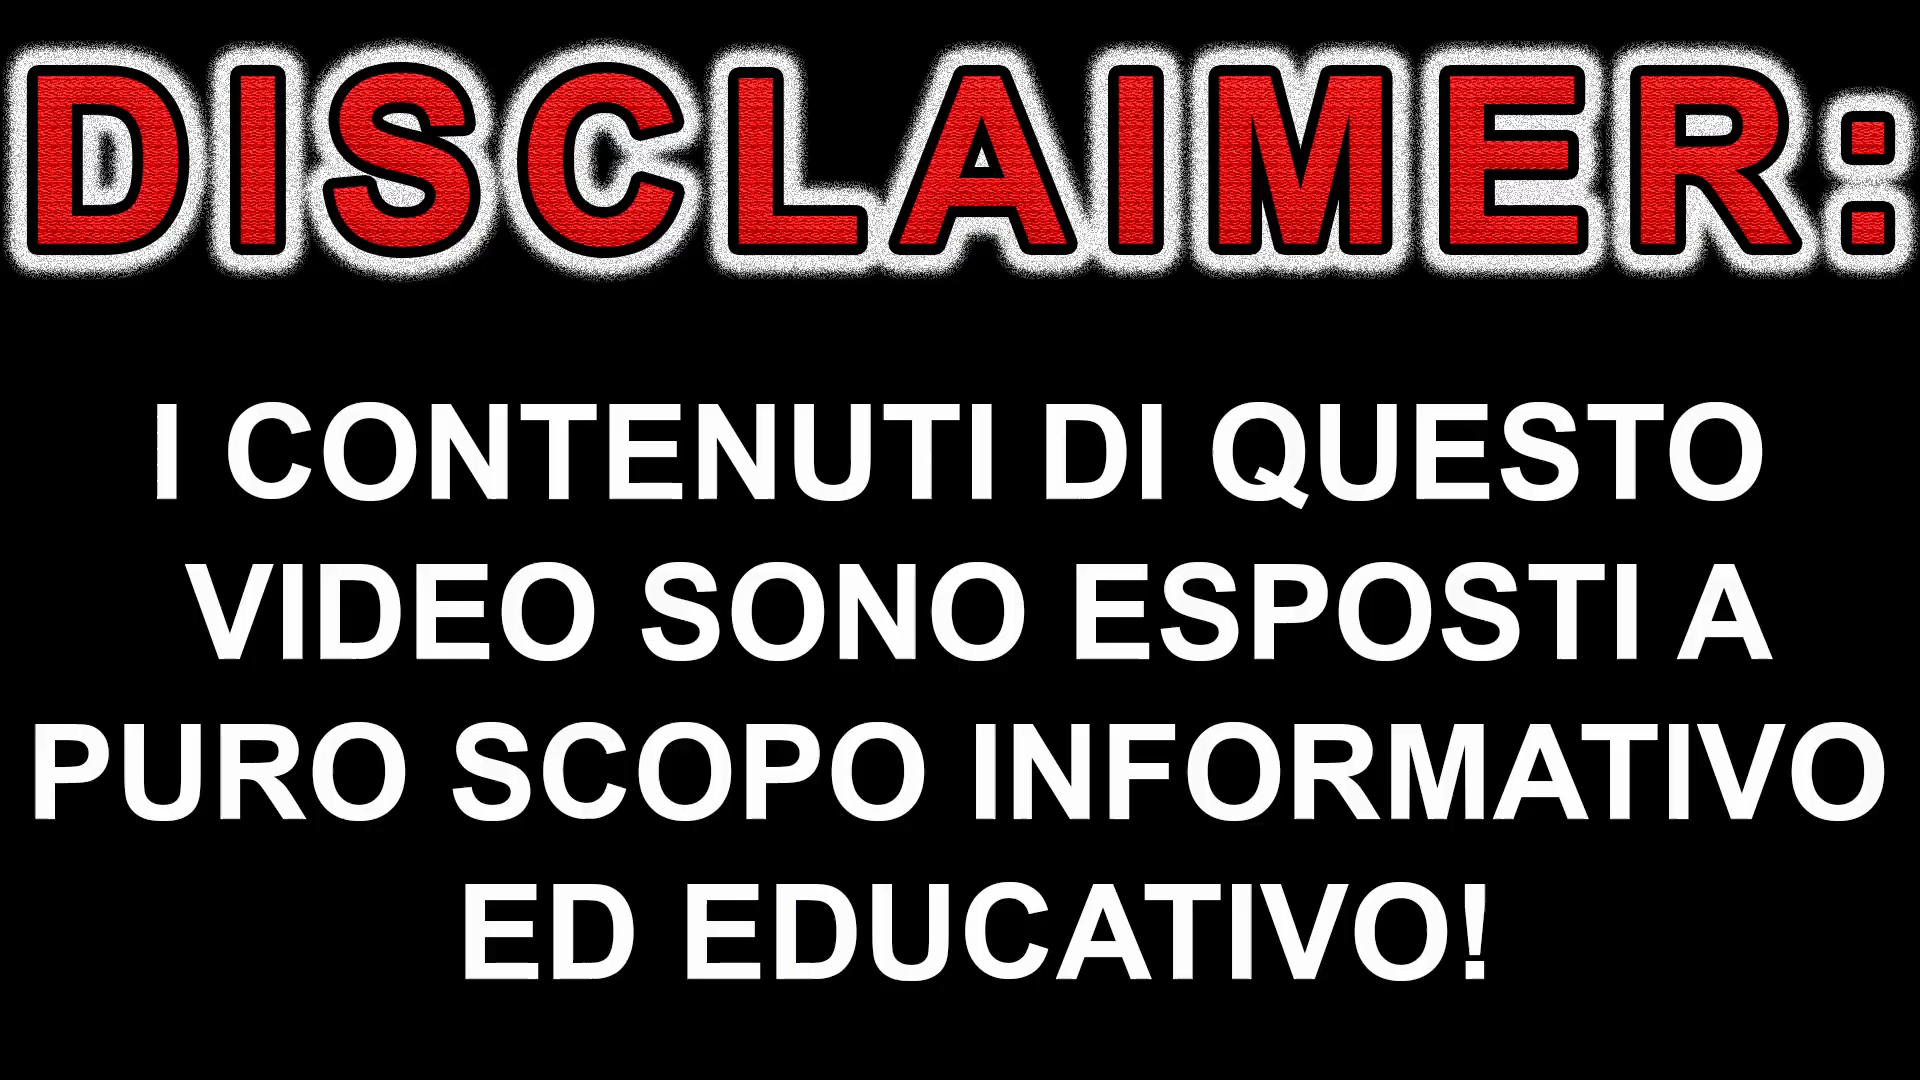 DISCLAIMER:
I CONTENUTI DI QUESTO
VIDEO SONO ESPOSTI A
PURO SCOPO INFORMATIVO
ED EDUCATIVO!